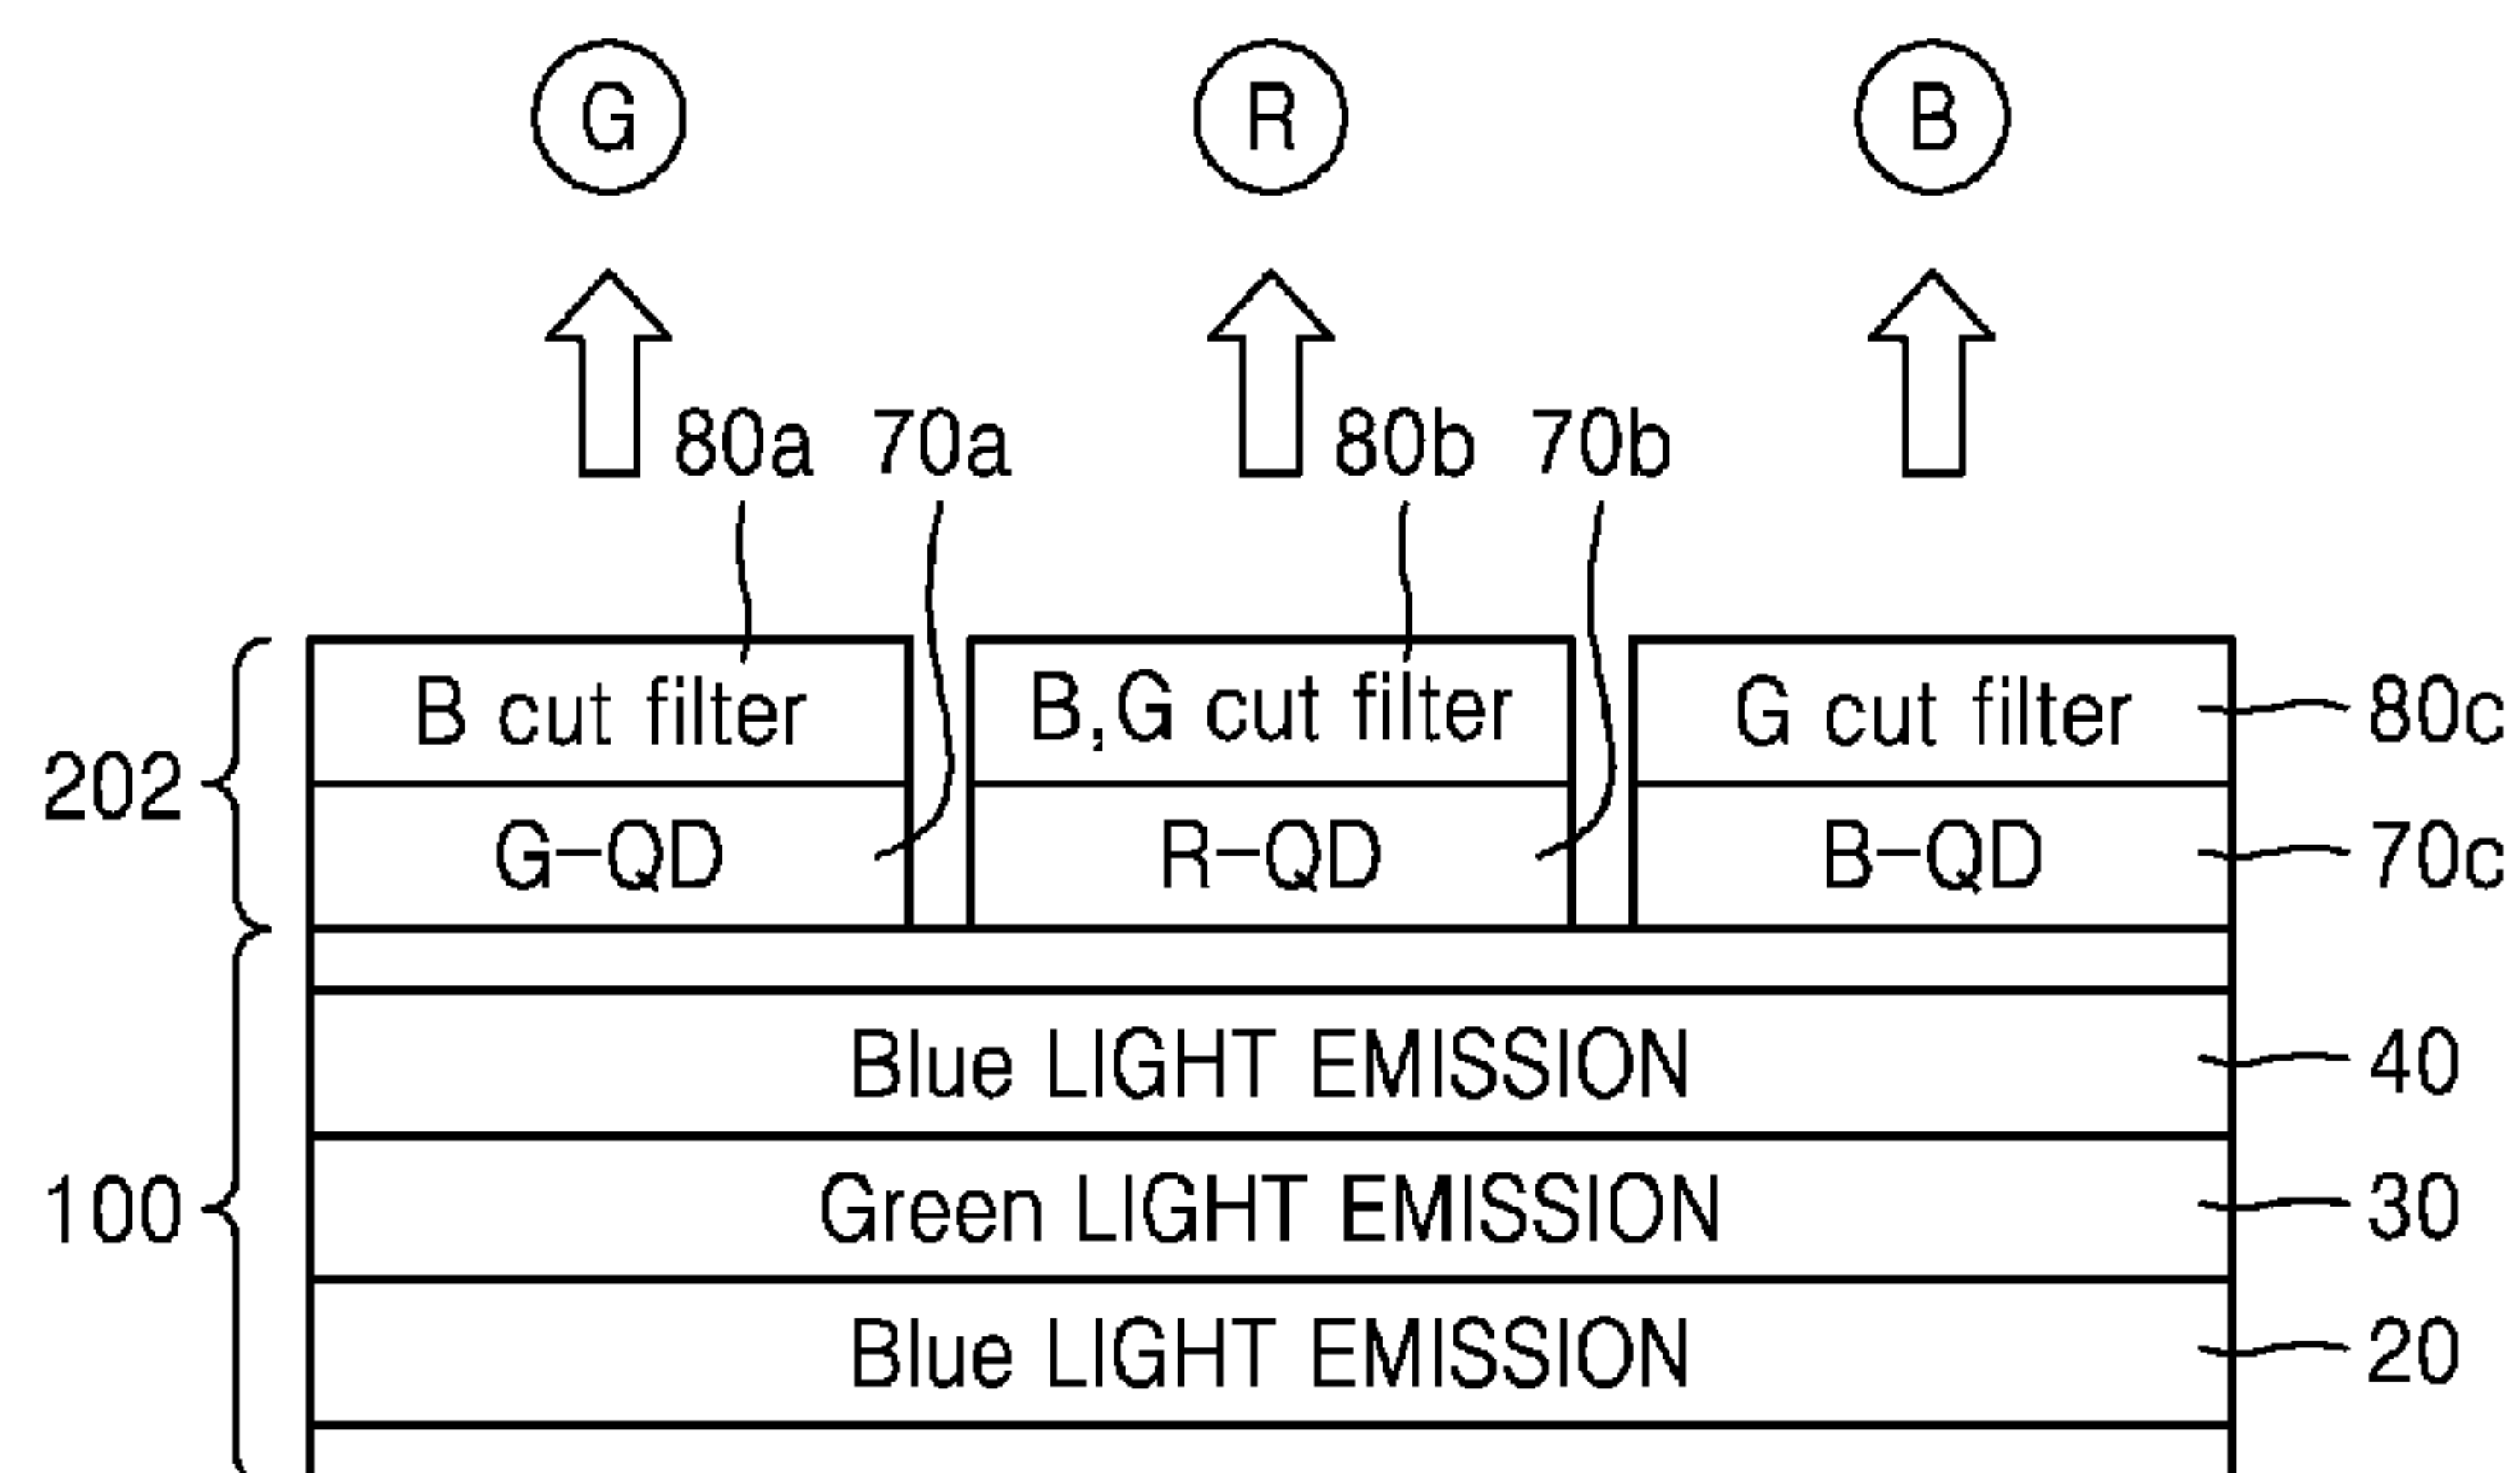 G R B
80a 70a 80b 70b
B cut filter B,G cut filter G cut filter 80c
202
G-QD R-QD B-QD 70c
Blue LIGHT EMISSION 40
100 Green LIGHT EMISSION 30
Blue LIGHT EMISSION 20